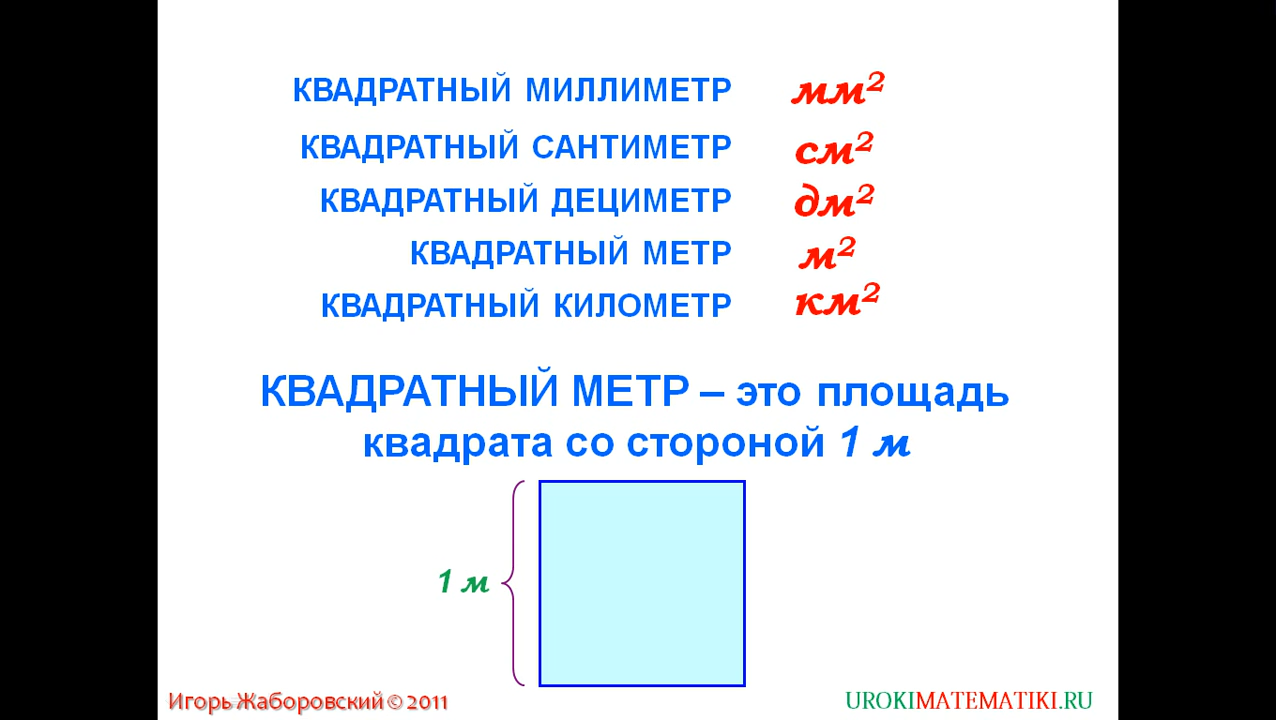 КВАДРАТНЫЙ МИЛЛИМЕТР мм²
КВАДРАТНЫЙ САНТИМЕТР см²
КВАДРАТНЫЙ ДЕЦИМЕТР дм²
КВАДРАТНЫЙ МЕТР м²
КВАДРАТНЫЙ КИЛОМЕТР км²
КВАДРАТНЫЙ МЕТР – это площадь
квадрата со стороной 1 м
1 м
Игорь Жаборовский © 2011
UROKIMATEMATIKI.RU